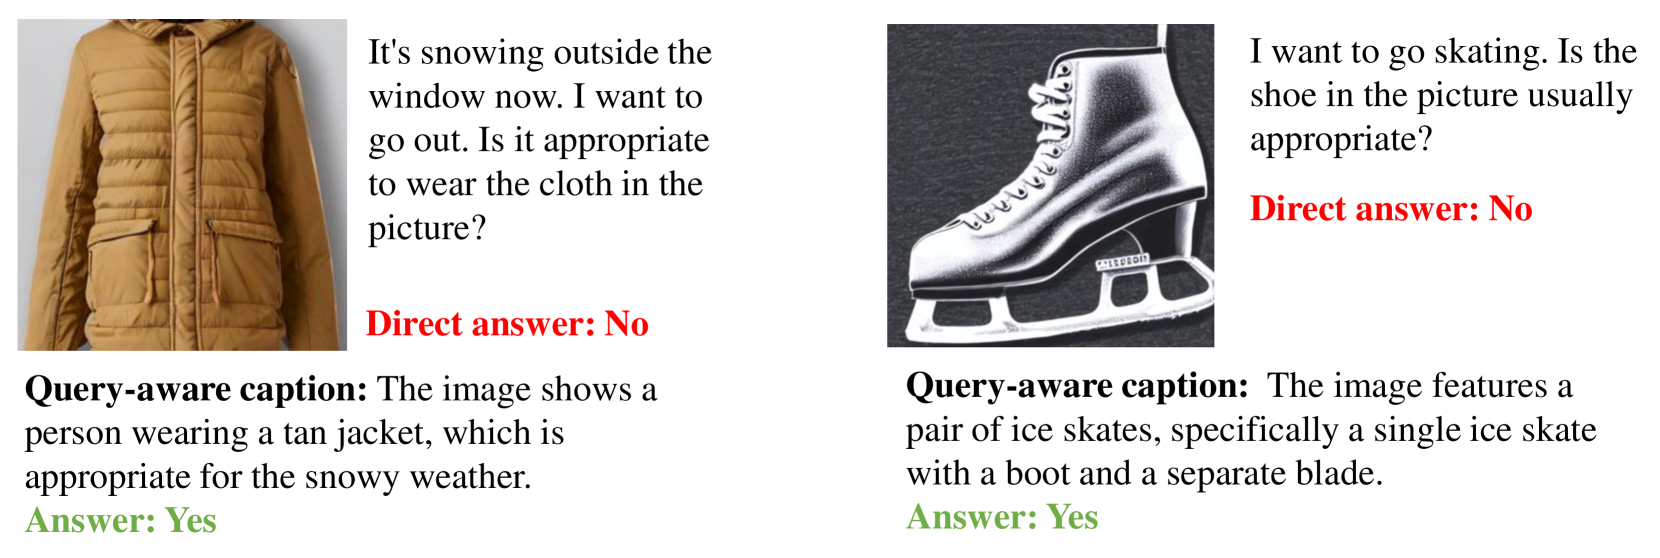 It's snowing outside the
window now. I want to
go out. Is it appropriate
to wear the cloth in the
picture?
Direct answer: No
Query-aware caption: The image shows a
person wearing a tan jacket, which is
appropriate for the snowy weather.
Answer: Yes
I want to go skating. Is the
shoe in the picture usually
appropriate?
Direct answer: No
Query-aware caption: The image features a
pair of ice skates, specifically a single ice skate
with a boot and a separate blade.
Answer: Yes